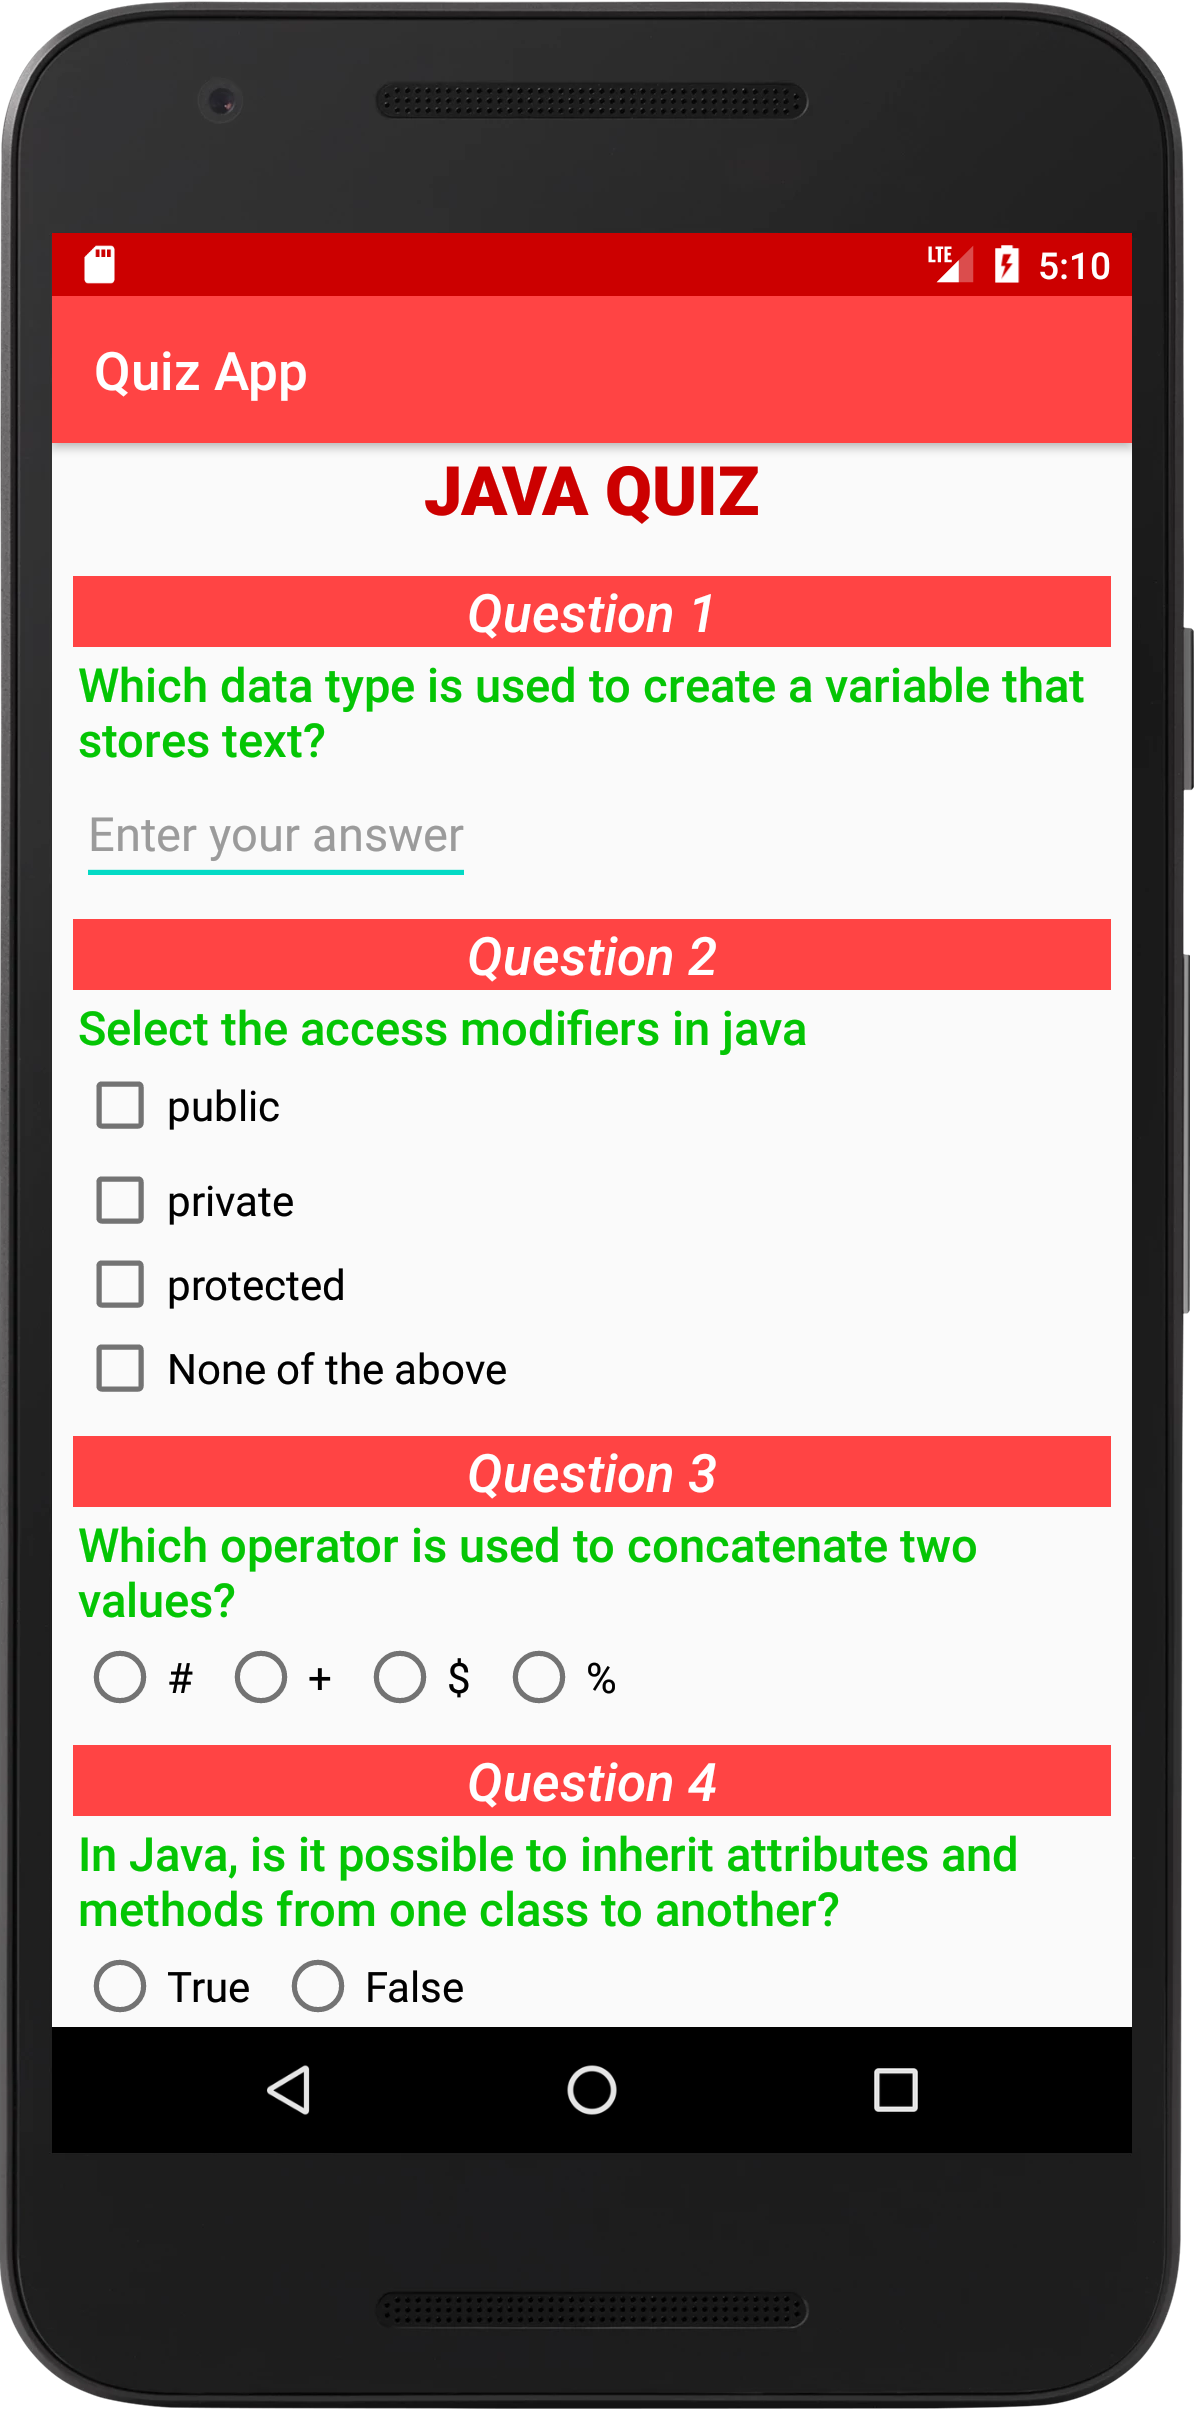 LTE 5:10
Quiz App
JAVA QUIZ
Question 1
Which data type is used to create a variable that
stores text?
Enter your answer
Question 2
Select the access modifiers in java
public
private
protected
None of the above
Question 3
Which operator is used to concatenate two
values?
# + $ %
Question 4
In Java, is it possible to inherit attributes and
methods from one class to another?
True False